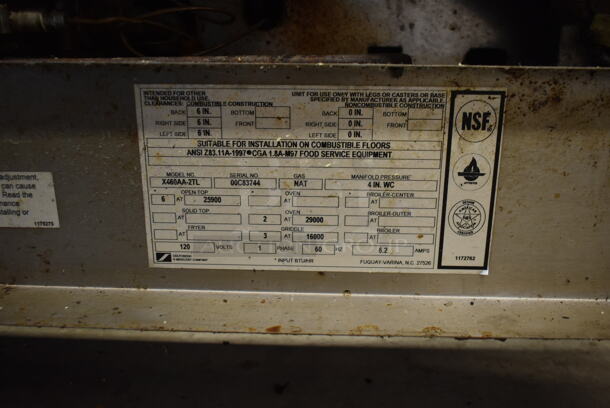 adjustment,
can cause
Read the
nance
stalling or
1175275
INTENDED FOR OTHER
THAN HOUSEHOLD USE.
UNIT FOR USE ONLY WITH LEGS OR CASTERS OR BASE
SPECIFIED BY MANUFACTURER AS APPLICABLE.
CLEARANCES: COMBUSTIBLE CONSTRUCTION
NONCOMBUSTIBLE CONSTRUCTION
BACK 6 IN. BOTTOM
BACK 0 IN. BOTTOM
RIGHT SIDE 6 IN. FRONT
RIGHT SIDE 0 IN. FRONT
LEFT SIDE 6 IN.
LEFT SIDE 0 IN.
SUITABLE FOR INSTALLATION ON COMBUSTIBLE FLOORS
ANSI Z83.11A-1997 • CGA 1.8A-M97 FOOD SERVICE EQUIPMENT
MODEL NO. SERIAL NO. GAS MANIFOLD PRESSURE
X460AA-2TL 00C83744 NAT 4 IN. WC
OPEN TOP OVEN BROILER-CENTER
6 AT 25900 AT AT
SOLID TOP OVEN BROILER-OUTER
AT 2 AT 29000 AT
FRYER GRIDDLE BROILER
AT 3 AT 16000 AT
120 VOLTS 1 PHASE 60 HZ 5.2 AMPS
* INPUT BTU/HR
FUQUAY-VARINA, N.C. 27526
NSF
1172762